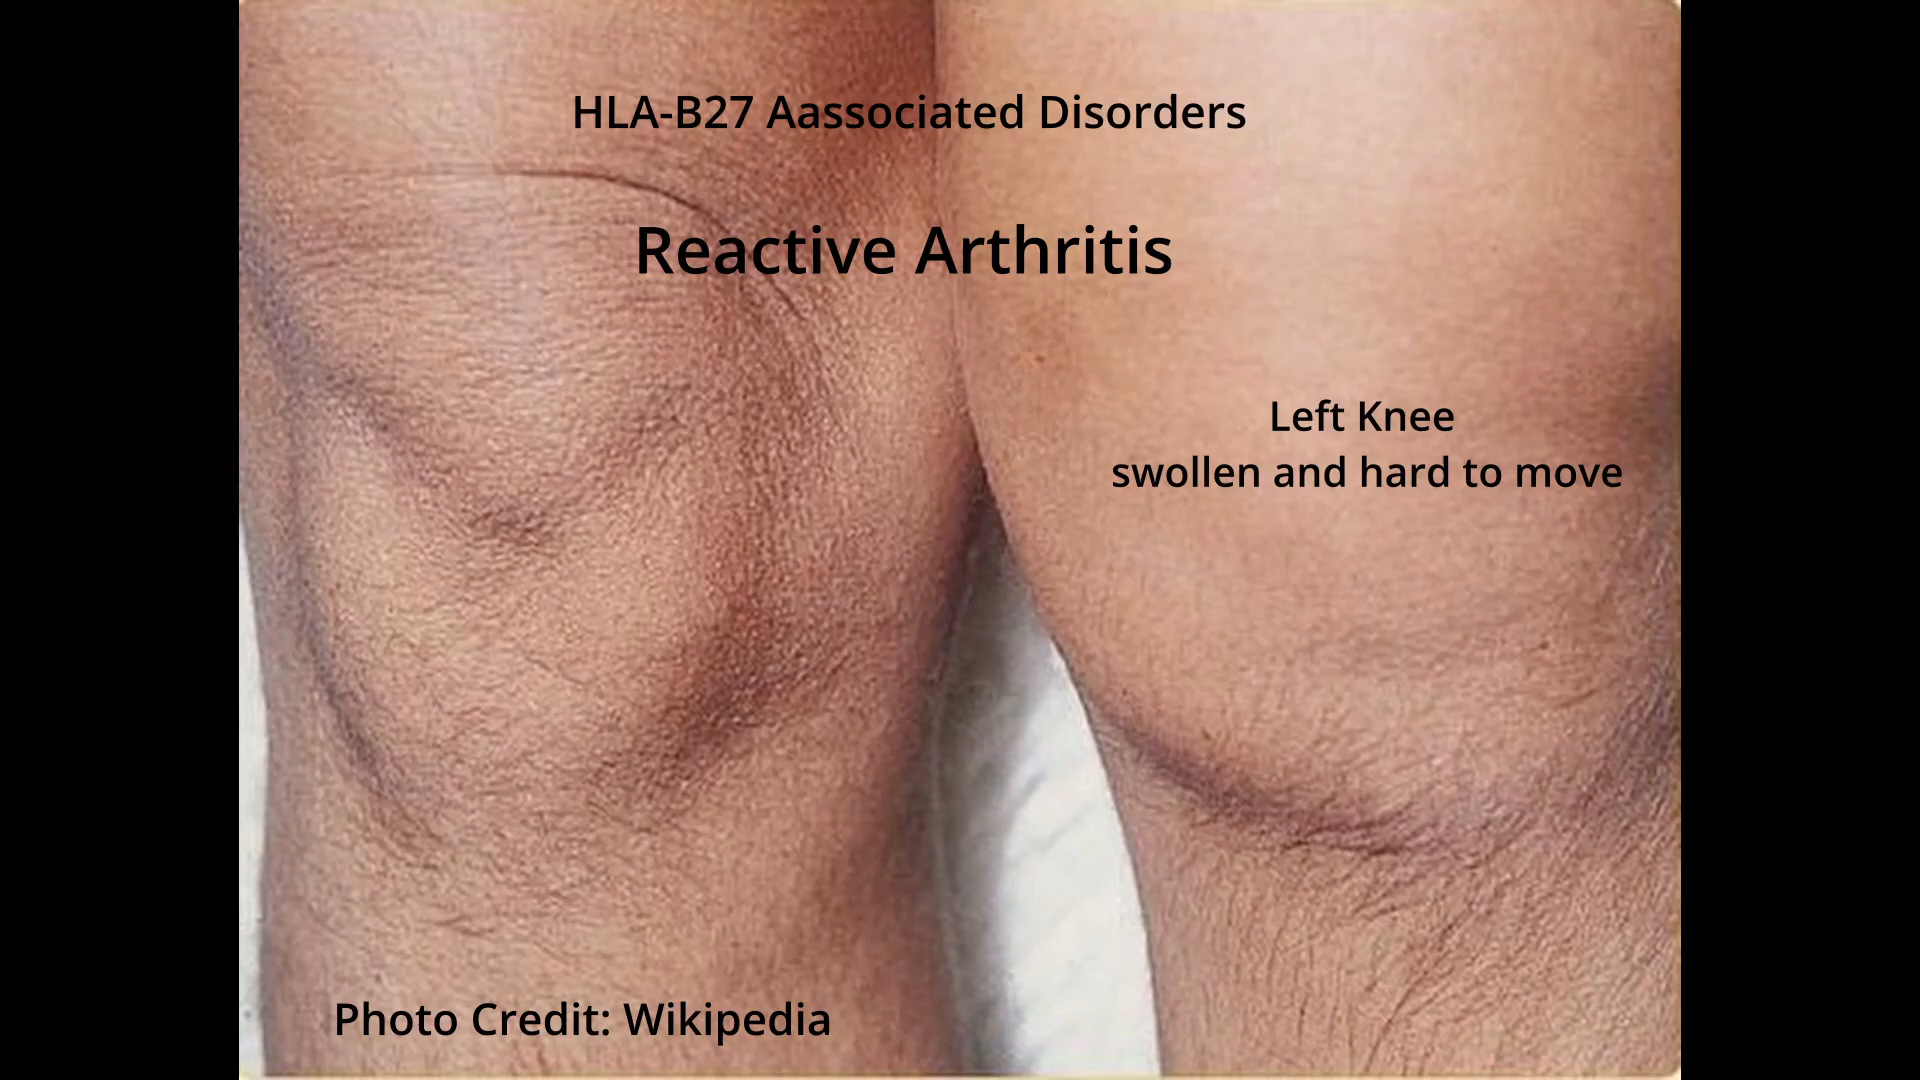 HLA-B27 Aassociated Disorders
Reactive Arthritis
Left Knee
swollen and hard to move
Photo Credit: Wikipedia